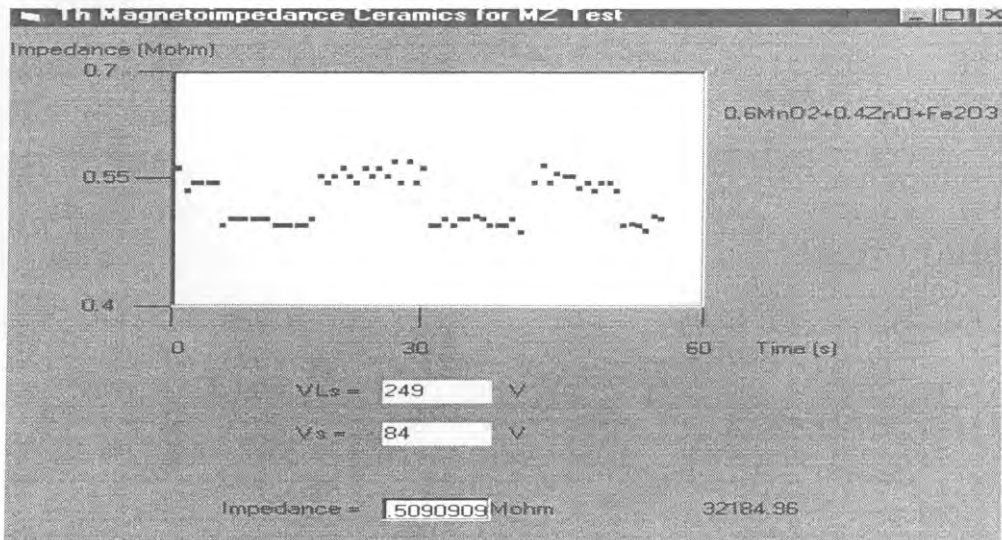 Th Magnetoimpedance Ceramics for MZ Test
Impedance (Mohm)
0.7
0.6MnO2+0.4ZnO+Fe2O3
0.55
0.4
0 30 60 Time (s)
VLs = 249 V
Vs = 84 V
Impedance = .5090909 Mohm 32184.96